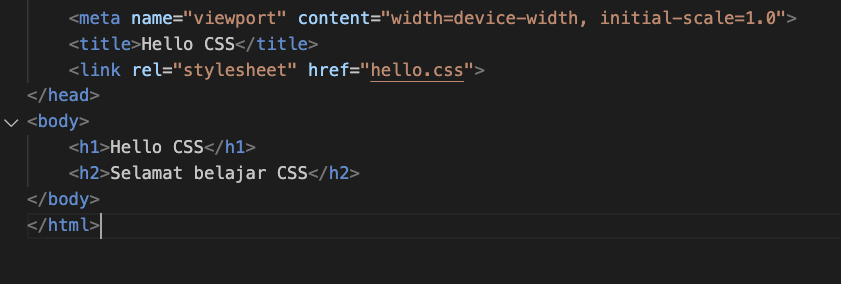 <meta name="viewport" content="width=device-width, initial-scale=1.0">
<title>Hello CSS</title>
<link rel="stylesheet" href="hello.css">
</head>
<body>
<h1>Hello CSS</h1>
<h2>Selamat belajar CSS</h2>
</body>
</html>